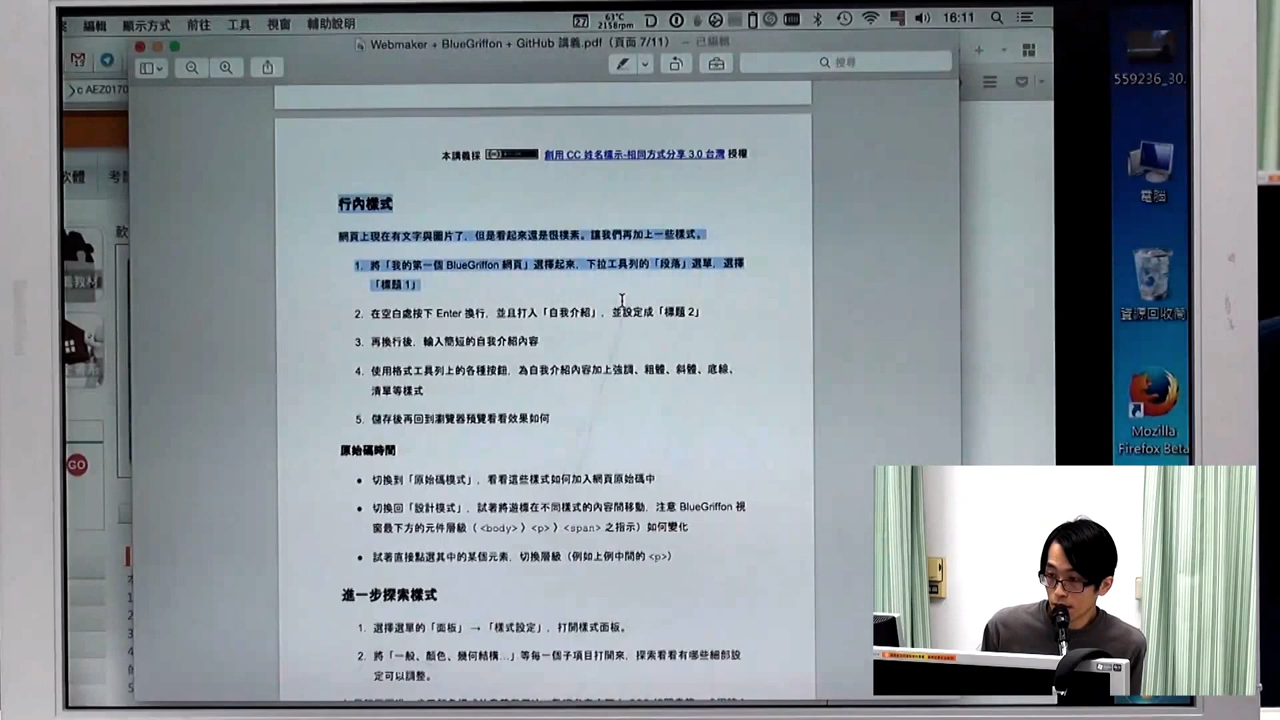 編輯 顯示方式 前往 工具 視窗 輔助說明
27 63°C 2158rpm 16:11
Webmaker + BlueGriffon + GitHub 講義.pdf（頁面 7/11） — 已編輯
搜尋
AEZ0170
本講義採 創用 CC 姓名標示-相同方式分享 3.0 台灣 授權
行內樣式
網頁上現在有文字與圖片了，但是看起來還是很樸素。讓我們再加上一些樣式。
1. 將「我的第一個 BlueGriffon 網頁」選擇起來，下拉工具列的「段落」選單，選擇
「標題 1」
2. 在空白處按下 Enter 換行，並且打入「自我介紹」，並設定成「標題 2」
3. 再換行後，輸入簡短的自我介紹內容
4. 使用格式工具列上的各種按鈕，為自我介紹內容加上強調、粗體、斜體、底線、
清單等樣式
5. 儲存後再回到瀏覽器預覽看看效果如何
原始碼時間
• 切換到「原始碼模式」，看看這些樣式如何加入網頁原始碼中
• 切換回「設計模式」，試著將遊標在不同樣式的內容間移動，注意 BlueGriffon 視
窗最下方的元件層級（<body> 〉<p> 〉<span> 之指示）如何變化
• 試著直接點選其中的某個元素，切換層級（例如上例中間的 <p>）
進一步探索樣式
1. 選擇選單的「面板」→「樣式設定」，打開樣式面板。
2. 將「一般、顏色、幾何結構…」等每一個子項目打開來，探索看看有哪些細部設
定可以調整。
GO
559236_30.
電腦
資源回收筒
Mozilla
Firefox Beta